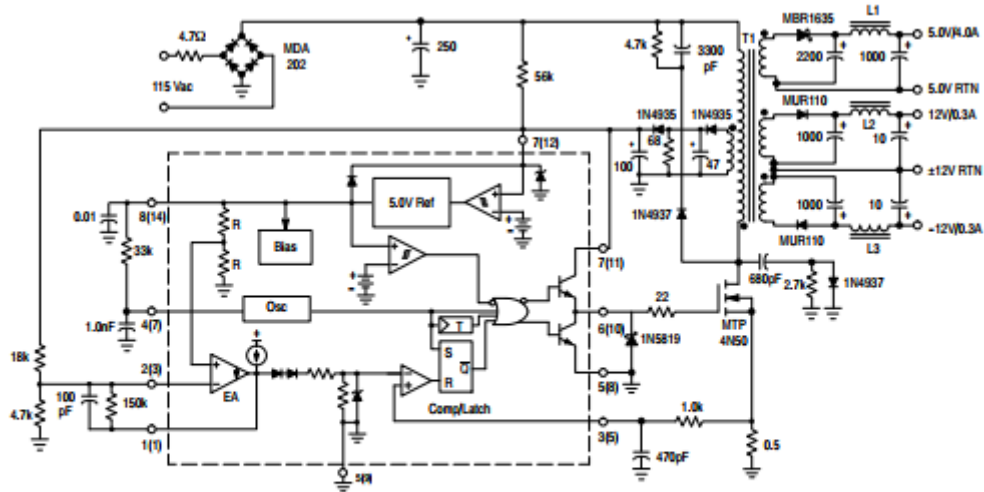 4.7Ω
MDA
202
115 Vac
+
250
56k
4.7k
3300
pF
T1
MBR1635
L1
5.0V/4.0A
+
2200
+
1000
5.0V RTN
MUR110
L2
12V/0.3A
+
1000
+
10
±12V RTN
+
1000
+
10
MUR110
L3
–12V/0.3A
1N4935
1N4935
68
+
100
+
47
7(12)
1N4937
680pF
2.7k
1N4937
0.01
8(14)
33k
R
R
Bias
5.0V Ref
+
–
+
–
+
–
7(11)
4(7)
1.0nF
Osc
T
S
Q
R
6(10)
22
MTP
4N50
1N5819
5(8)
18k
2(3)
4.7k
100
pF
150k
1(1)
+
+
–
EA
–
+
Comp/Latch
3(5)
1.0k
470pF
0.5
5(9)